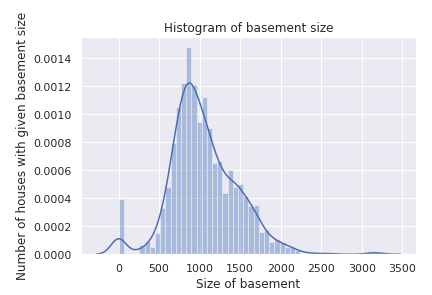 Histogram of basement size
Number of houses with given basement size
0.0014
0.0012
0.0010
0.0008
0.0006
0.0004
0.0002
0.0000
0 500 1000 1500 2000 2500 3000 3500
Size of basement